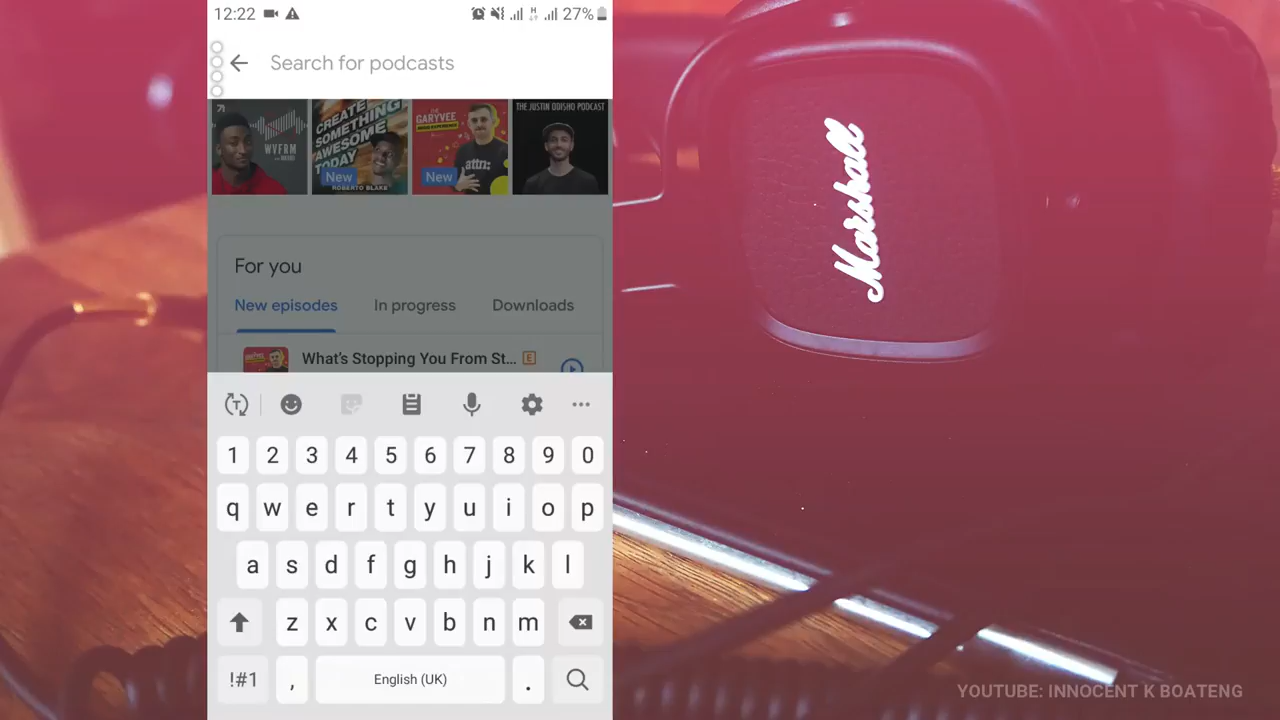 12:22
27%
Search for podcasts
WVFRM
CREATE
SOMETHING
AWESOME
TODAY
New
ROBERTO BLAKE
THE
GARYVEE
attn:
New
THE JUSTIN ODISHO PODCAST
For you
New episodes In progress Downloads
What's Stopping You From St... E
1 2 3 4 5 6 7 8 9 0
q w e r t y u i o p
a s d f g h j k l
z x c v b n m
!#1 , English (UK) .
Marshall
YOUTUBE: INNOCENT K BOATENG